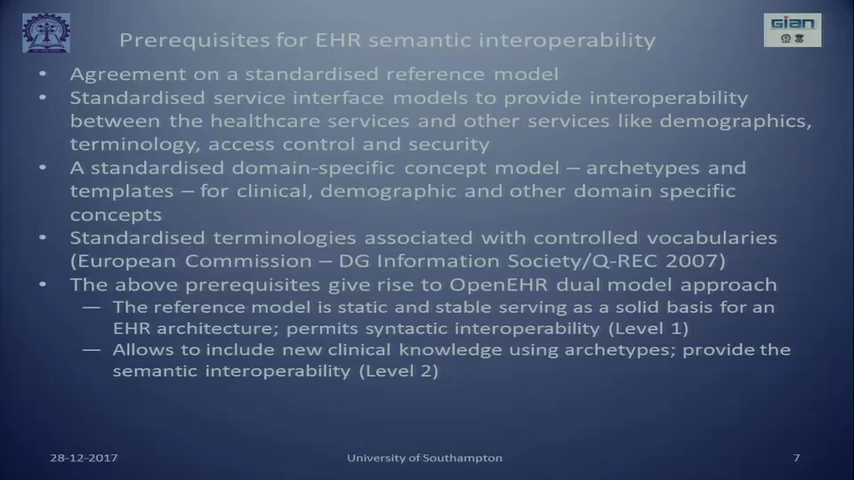 Prerequisites for EHR semantic interoperability
GIAN
• Agreement on a standardised reference model
• Standardised service interface models to provide interoperability
between the healthcare services and other services like demographics,
terminology, access control and security
• A standardised domain-specific concept model – archetypes and
templates – for clinical, demographic and other domain specific
concepts
• Standardised terminologies associated with controlled vocabularies
(European Commission – DG Information Society/Q-REC 2007)
• The above prerequisites give rise to OpenEHR dual model approach
— The reference model is static and stable serving as a solid basis for an
EHR architecture; permits syntactic interoperability (Level 1)
— Allows to include new clinical knowledge using archetypes; provide the
semantic interoperability (Level 2)
28-12-2017
University of Southampton
7